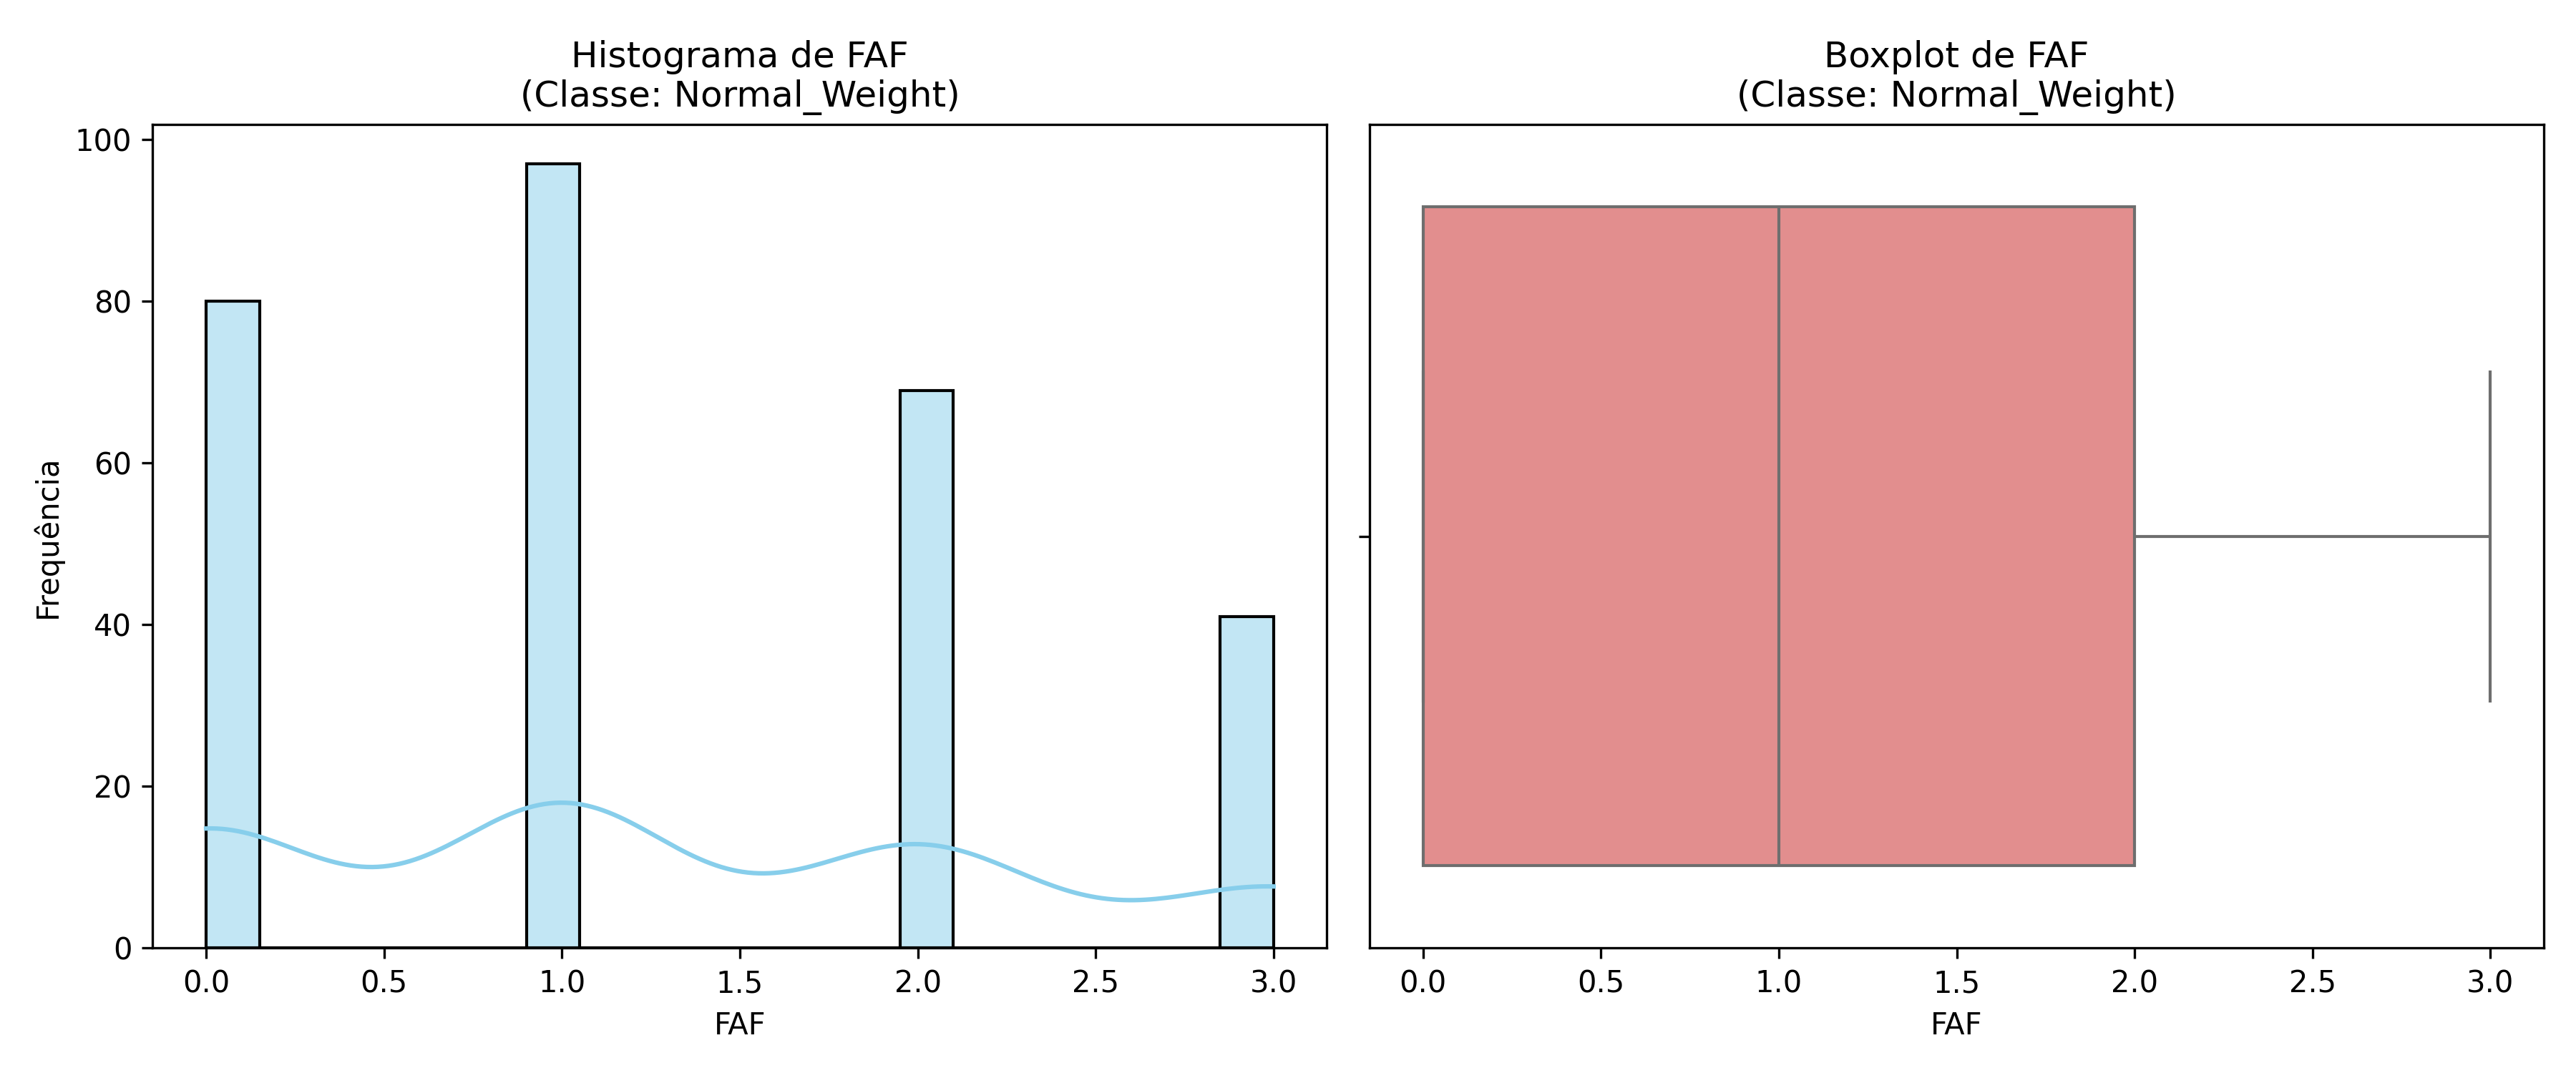 Histograma de FAF
(Classe: Normal_Weight)
100
80
60
40
20
0
Frequência
0.0 0.5 1.0 1.5 2.0 2.5 3.0
FAF
Boxplot de FAF
(Classe: Normal_Weight)
0.0 0.5 1.0 1.5 2.0 2.5 3.0
FAF